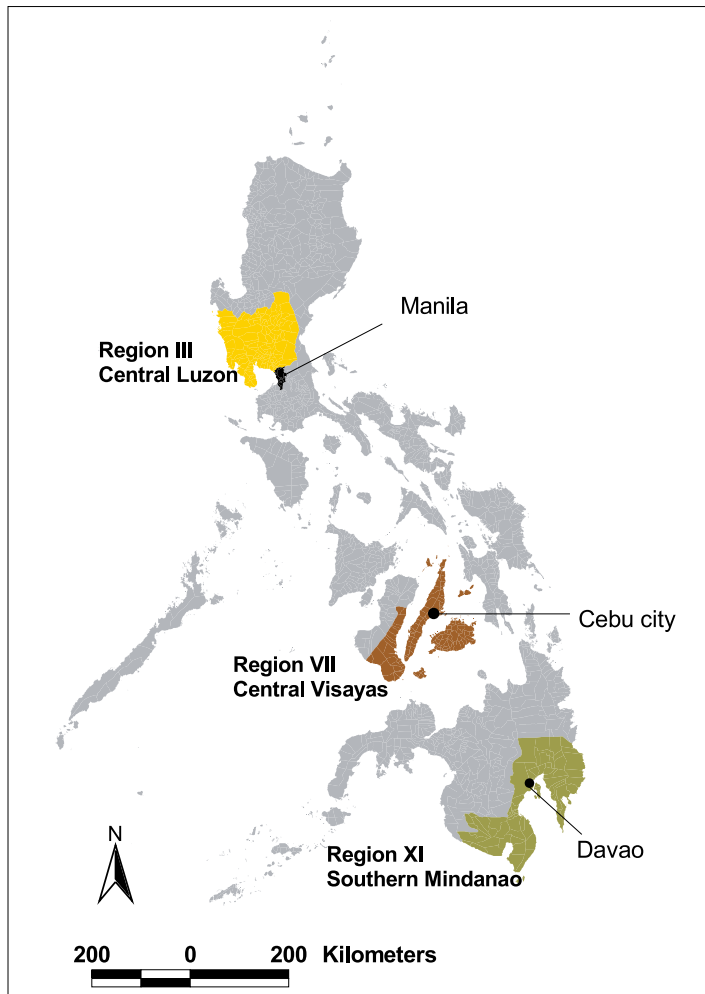 Manila
Region III
Central Luzon
Cebu city
Region VII
Central Visayas
Davao
Region XI
Southern Mindanao
N
200 0 200 Kilometers